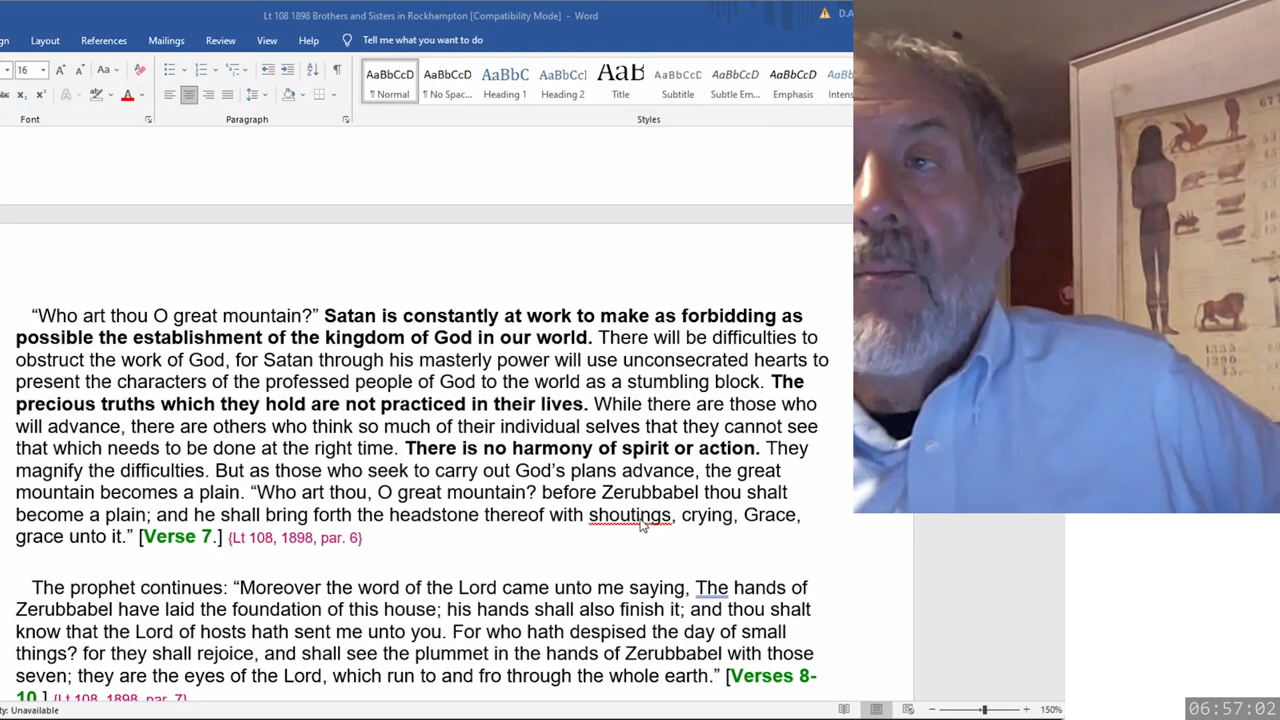 Lt 108 1898 Brothers and Sisters in Rockhampton [Compatibility Mode] - Word
D.A
Layout References Mailings Review View Help Tell me what you want to do
16 Aa
AaBbCcD AaBbCcD AaBbC AaBbCcI AaB AaBbCcD AaBbCcD AaBbCcD
¶ Normal ¶ No Spac... Heading 1 Heading 2 Title Subtitle Subtle Em... Emphasis
Font Paragraph Styles
“Who art thou O great mountain?” Satan is constantly at work to make as forbidding as
possible the establishment of the kingdom of God in our world. There will be difficulties to
obstruct the work of God, for Satan through his masterly power will use unconsecrated hearts to
present the characters of the professed people of God to the world as a stumbling block. The
precious truths which they hold are not practiced in their lives. While there are those who
will advance, there are others who think so much of their individual selves that they cannot see
that which needs to be done at the right time. There is no harmony of spirit or action. They
magnify the difficulties. But as those who seek to carry out God’s plans advance, the great
mountain becomes a plain. “Who art thou, O great mountain? before Zerubbabel thou shalt
become a plain; and he shall bring forth the headstone thereof with shoutings, crying, Grace,
grace unto it.” [Verse 7.] {Lt 108, 1898, par. 6}
The prophet continues: “Moreover the word of the Lord came unto me saying, The hands of
Zerubbabel have laid the foundation of this house; his hands shall also finish it; and thou shalt
know that the Lord of hosts hath sent me unto you. For who hath despised the day of small
things? for they shall rejoice, and shall see the plummet in the hands of Zerubbabel with those
seven; they are the eyes of the Lord, which run to and fro through the whole earth.” [Verses 8-
10.] {Lt 108, 1898, par. 7}
Unavailable
150%
06:57:02
1335
1290